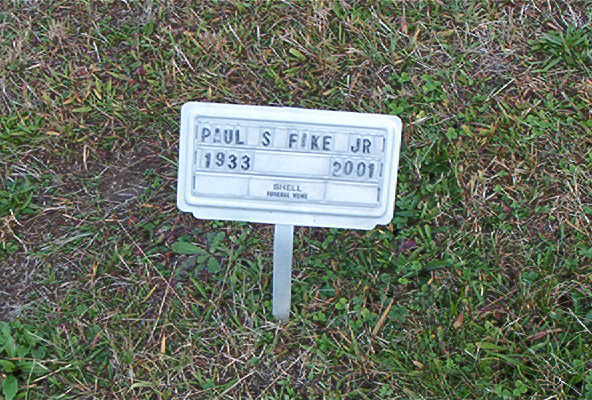 PAUL S FIKE JR
1933 2001
SHELL
FUNERAL HOME